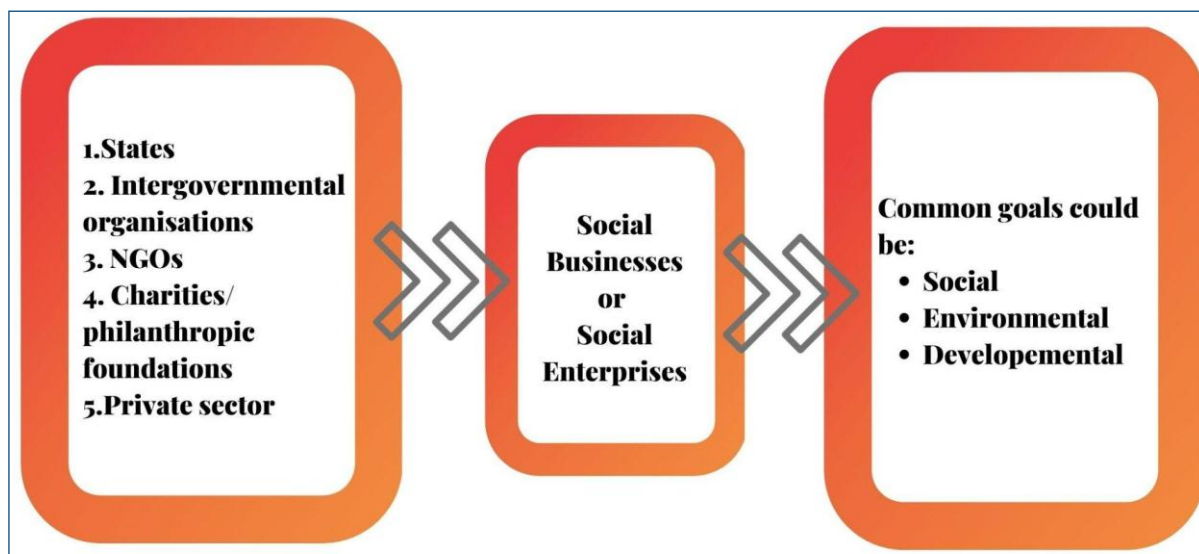 1.States
2. Intergovernmental
organisations
3. NGOs
4. Charities/
philanthropic
foundations
5.Private sector
Social
Businesses
or
Social
Enterprises
Common goals could
be:
• Social
• Environmental
• Developemental